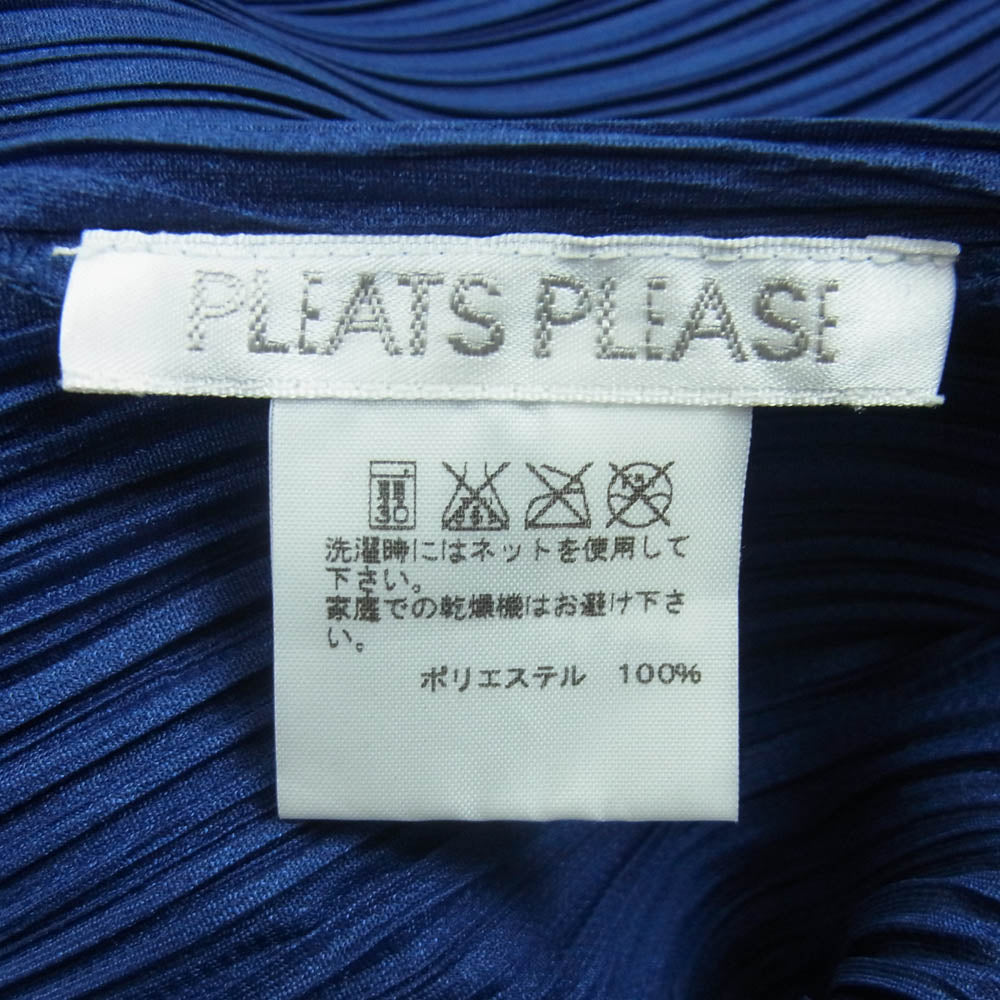 PLEATS PLEASE
30
洗濯時にはネットを使用して
下さい。
家庭での乾燥機はお避け下さ
い。
ポリエステル 100%